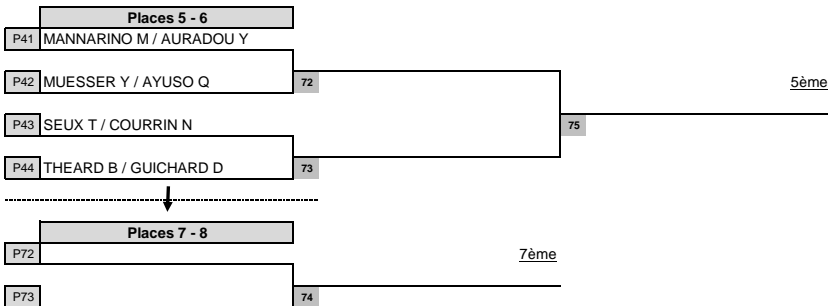 Places 5 - 6
P41 MANNARINO M / AURADOU Y
P42 MUESSER Y / AYUSO Q 72 5ème
P43 SEUX T / COURRIN N 75
P44 THEARD B / GUICHARD D 73
Places 7 - 8
P72 7ème
P73 74